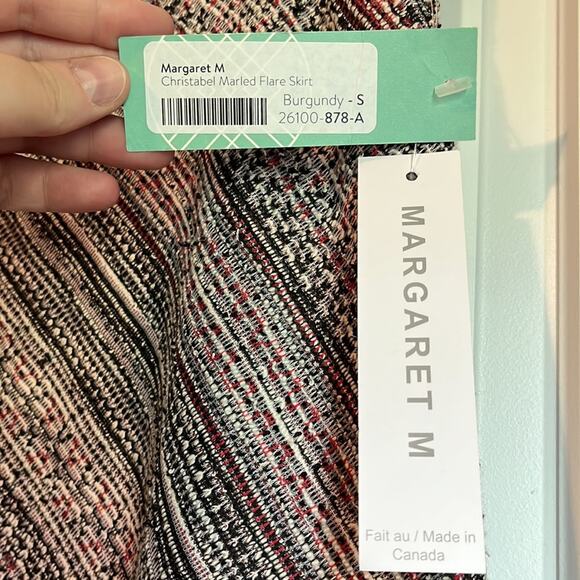 Margaret M
Christabel Marled Flare Skirt
Burgundy - S
26100-878-A
MARGARET M
Fait au / Made in
Canada